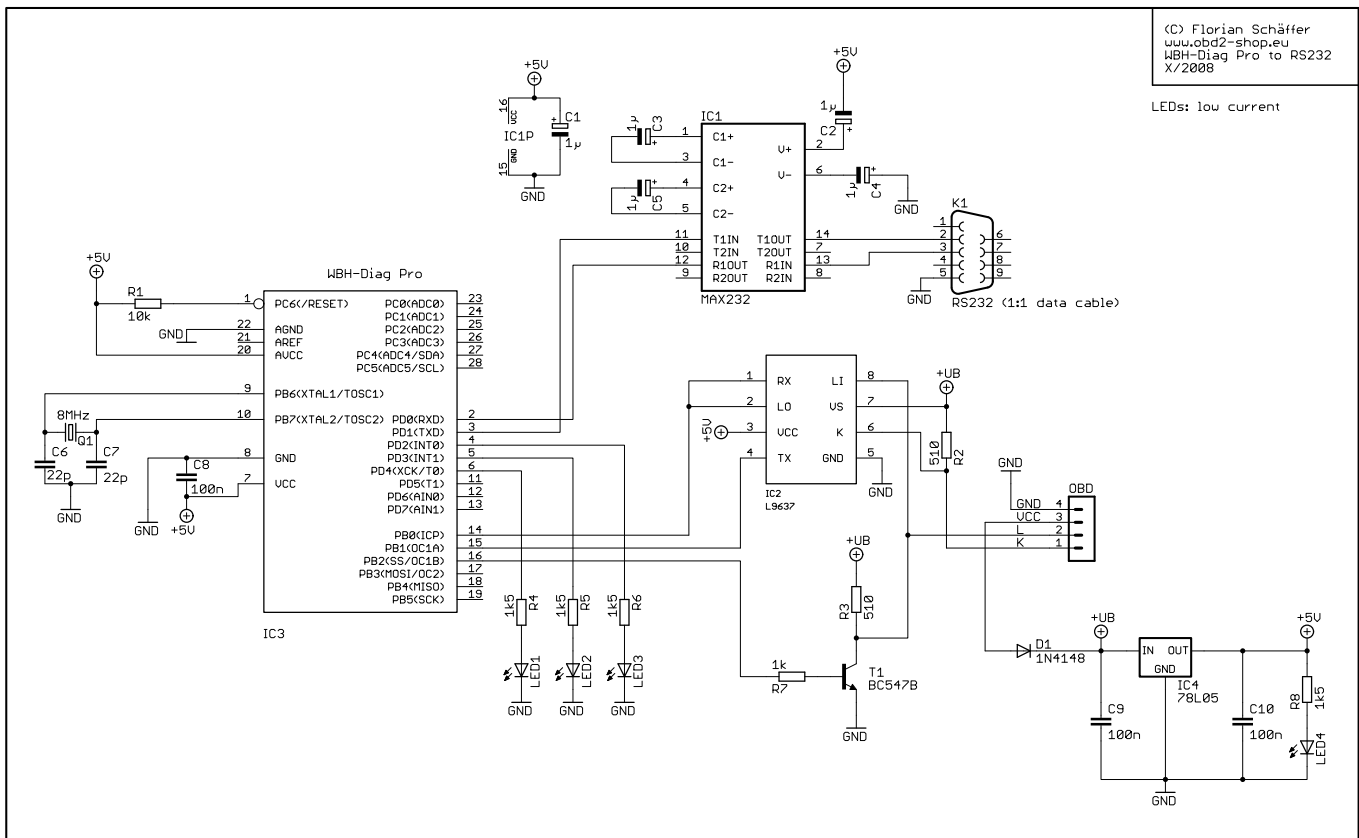 (C) Florian Schäffer
www.obd2-shop.eu
WBH-Diag Pro to RS232
X/2008
LEDs: low current
+5V
16
VCC
IC1P
GND
15
C1
+
1µ
GND
IC1
1µ
C3
+
1
C1+
3
C1-
1µ
C5
+
4
C2+
5
C2-
11
T1IN
10
T2IN
12
R1OUT
9
R2OUT
V+
2
V-
6
T1OUT
14
T2OUT
7
R1IN
13
R2IN
8
MAX232
+5V
1µ
C2
+
1µ
C4
+
GND
K1
1
2
3
4
5
6
7
8
9
GND
RS232 (1:1 data cable)
WBH-Diag Pro
+5V
R1
10k
1
PC6(/RESET)
GND
22
AGND
21
AREF
20
AVCC
9
PB6(XTAL1/TOSC1)
10
PB7(XTAL2/TOSC2)
8
GND
7
VCC
8MHz
Q1
C6
22p
C7
22p
GND
GND
C8
100n
+5V
PC0(ADC0)
23
PC1(ADC1)
24
PC2(ADC2)
25
PC3(ADC3)
26
PC4(ADC4/SDA)
27
PC5(ADC5/SCL)
28
PD0(RXD)
2
PD1(TXD)
3
PD2(INT0)
4
PD3(INT1)
5
PD4(XCK/T0)
6
PD5(T1)
11
PD6(AIN0)
12
PD7(AIN1)
13
PB0(ICP)
14
PB1(OC1A)
15
PB2(SS/OC1B)
16
PB3(MOSI/OC2)
17
PB4(MISO)
18
PB5(SCK)
19
IC3
1k5
R4
LED1
GND
1k5
R5
LED2
GND
1k5
R6
LED3
GND
1
RX
2
LO
+5V
3
VCC
4
TX
LI
8
VS
7
K
6
GND
5
IC2
L9637
GND
+UB
510
R2
+UB
R3
510
1k
R7
T1
BC547B
GND
GND
OBD
GND
4
VCC
3
L
2
K
1
D1
1N4148
+UB
IN
OUT
GND
IC4
78L05
+5V
C9
100n
C10
100n
R8
1k5
LED4
GND